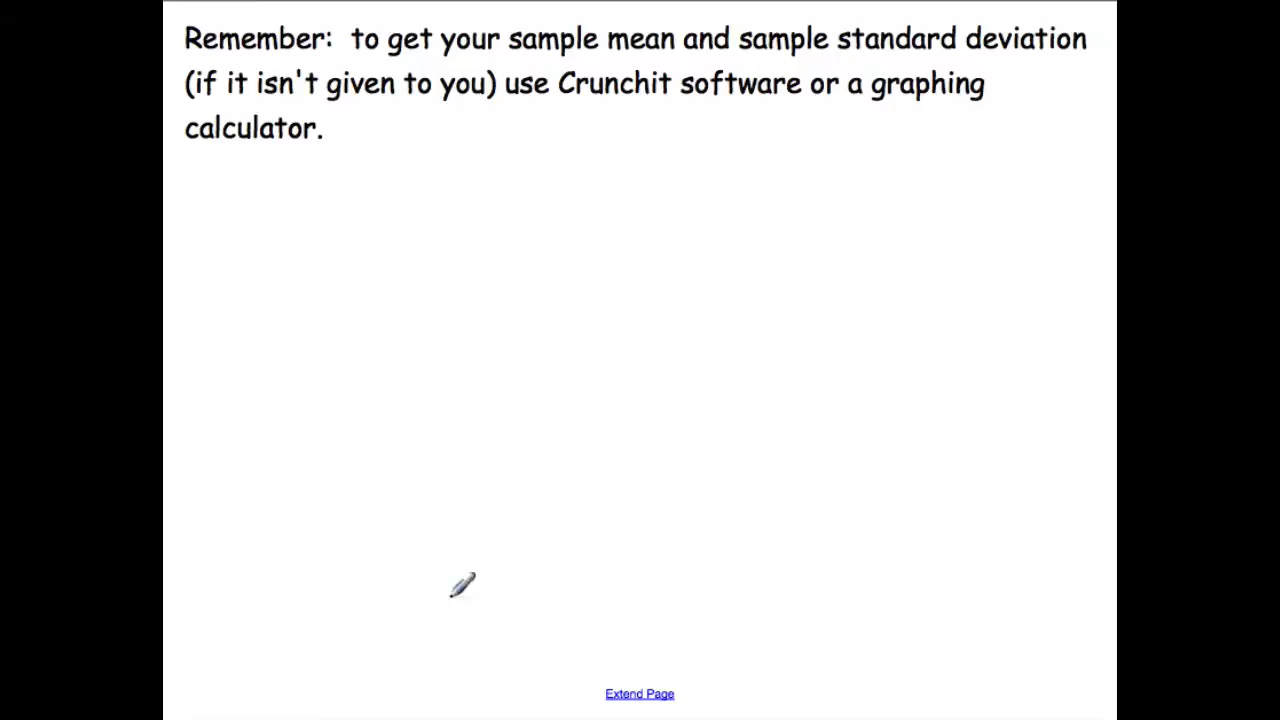 Remember:  to get your sample mean and sample standard deviation
(if it isn't given to you) use Crunchit software or a graphing
calculator.
Extend Page